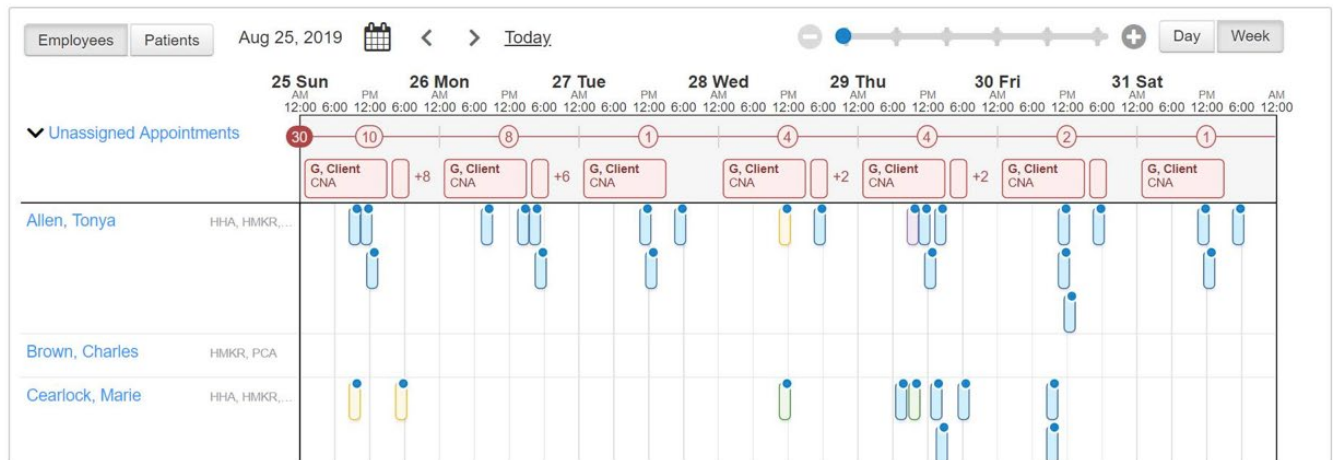 Employees Patients Aug 25, 2019 Today Day Week
25 Sun 26 Mon 27 Tue 28 Wed 29 Thu 30 Fri 31 Sat
AM PM AM PM AM PM AM PM AM PM AM PM AM PM AM
12:00 6:00 12:00 6:00 12:00 6:00 12:00 6:00 12:00 6:00 12:00 6:00 12:00 6:00 12:00 6:00 12:00 6:00 12:00 6:00 12:00 6:00 12:00 6:00 12:00 6:00 12:00 6:00 12:00
Unassigned Appointments 30 10 8 1 4 4 2 1
G, Client G, Client G, Client G, Client G, Client G, Client G, Client
CNA +8 CNA +6 CNA CNA +2 CNA +2 CNA CNA
Allen, Tonya HHA, HMKR,...
Brown, Charles HMKR, PCA
Cearlock, Marie HHA, HMKR,...